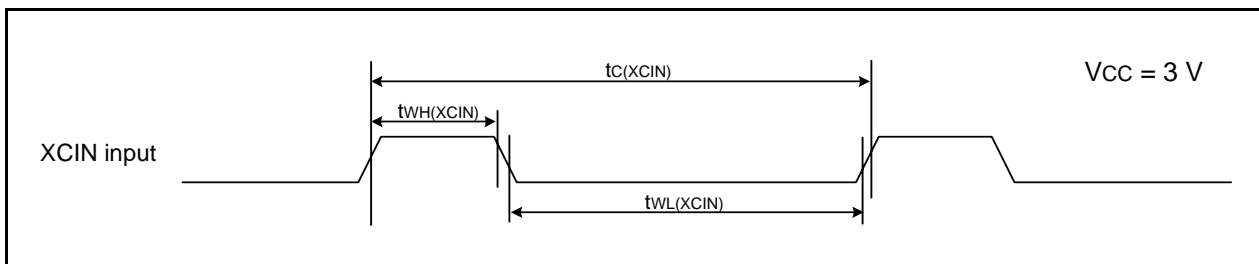 tC(XCIN)
VCC = 3 V
tWH(XCIN)
XCIN input
tWL(XCIN)